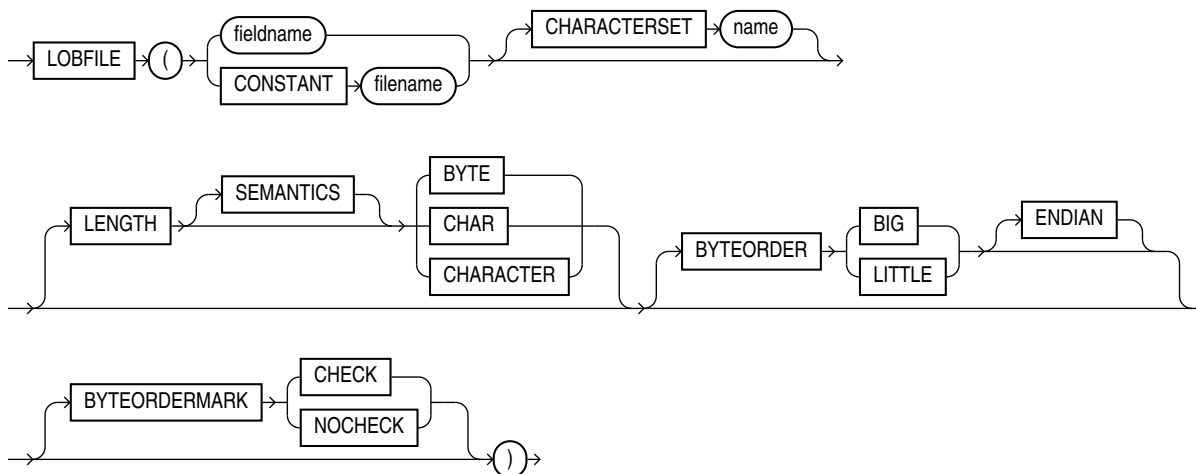 LOBFILE ( fieldname CHARACTERSET name
CONSTANT filename
LENGTH SEMANTICS BYTE BYTEORDER BIG ENDIAN
CHAR LITTLE
CHARACTER
BYTEORDERMARK CHECK )
NOCHECK